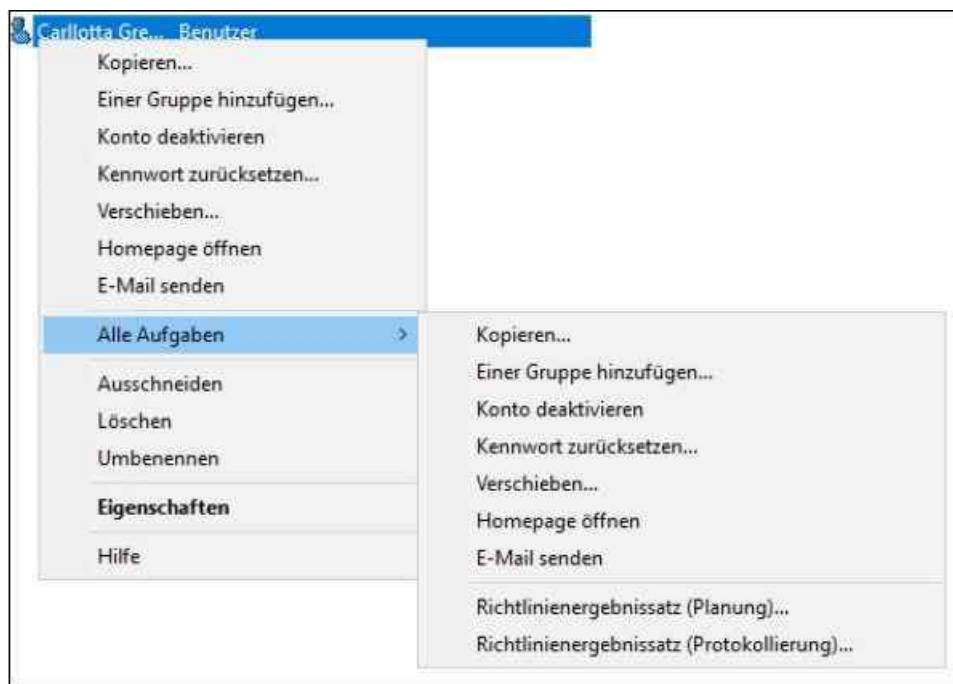 Carllotta Gre... Benutzer
Kopieren...
Einer Gruppe hinzufügen...
Konto deaktivieren
Kennwort zurücksetzen...
Verschieben...
Homepage öffnen
E-Mail senden
Alle Aufgaben
Ausschneiden
Löschen
Umbenennen
Eigenschaften
Hilfe
Kopieren...
Einer Gruppe hinzufügen...
Konto deaktivieren
Kennwort zurücksetzen...
Verschieben...
Homepage öffnen
E-Mail senden
Richtlinienergebnissatz (Planung)...
Richtlinienergebnissatz (Protokollierung)...